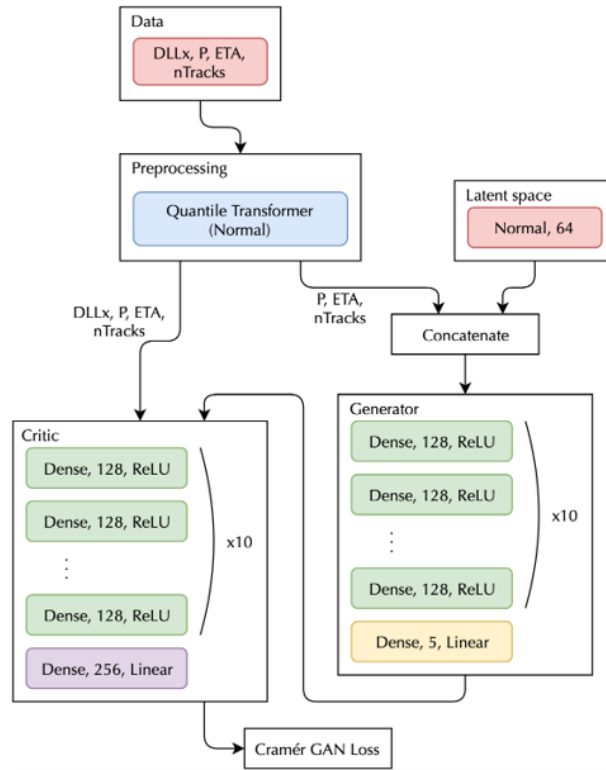 Data
DLLx, P, ETA,
nTracks
Preprocessing
Quantile Transformer
(Normal)
Latent space
Normal, 64
DLLx, P, ETA,
nTracks
P, ETA,
nTracks
Concatenate
Critic
Dense, 128, ReLU
Dense, 128, ReLU
⋮
Dense, 128, ReLU
x10
Dense, 256, Linear
Generator
Dense, 128, ReLU
Dense, 128, ReLU
⋮
Dense, 128, ReLU
x10
Dense, 5, Linear
Cramér GAN Loss